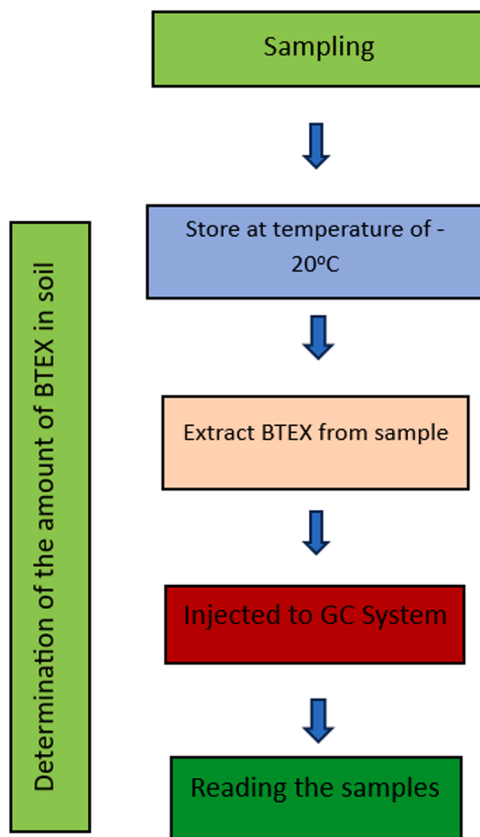 Sampling
Store at temperature of -
20°C
Determination of the amount of BTEX in soil
Extract BTEX from sample
Injected to GC System
Reading the samples